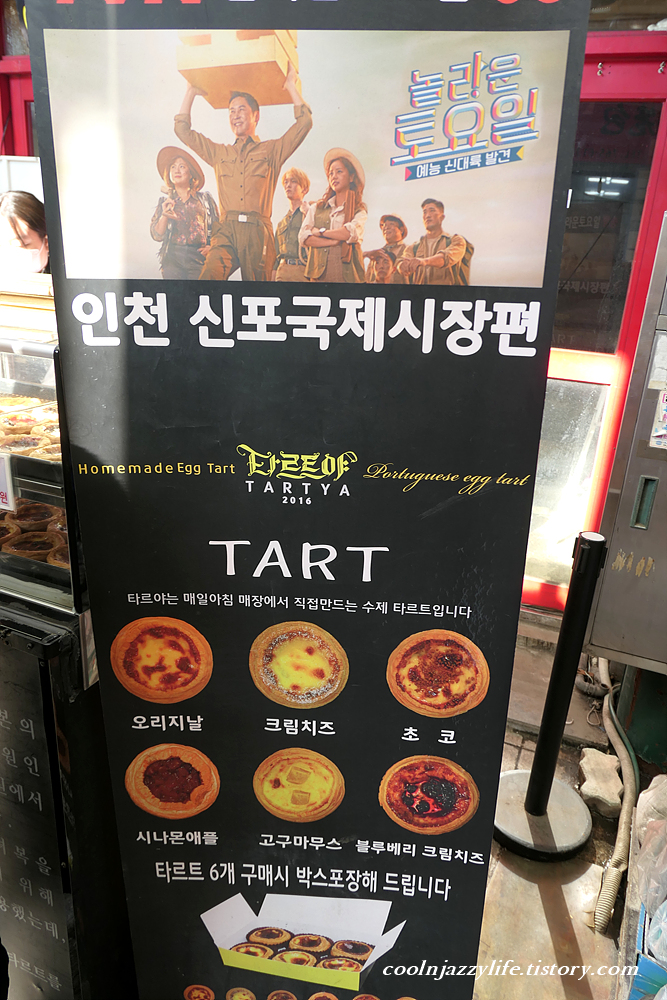 놀라운
토요일
예능 신대륙 발견
인천 신포국제시장편
Homemade Egg Tart 타르트야 Portuguese egg tart
TARTYA
2016
TART
타르야는 매일아침 매장에서 직접만드는 수제 타르트입니다
오리지날 크림치즈 초 코
시나몬애플 고구마무스 블루베리 크림치즈
타르트 6개 구매시 박스포장해 드립니다
coolnjazzylife.tistory.com